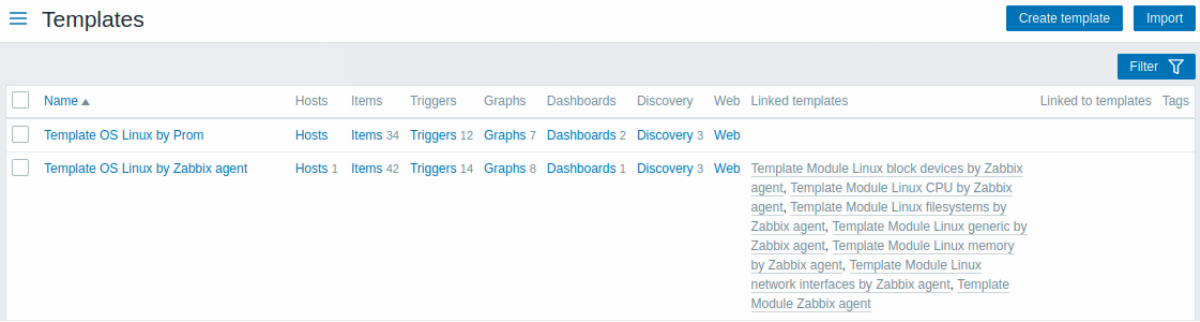 Templates
Create template
Import
Filter
Name Hosts Items Triggers Graphs Dashboards Discovery Web Linked templates Linked to templates Tags
Template OS Linux by Prom Hosts Items 34 Triggers 12 Graphs 7 Dashboards 2 Discovery 3 Web
Template OS Linux by Zabbix agent Hosts 1 Items 42 Triggers 14 Graphs 8 Dashboards 1 Discovery 3 Web Template Module Linux block devices by Zabbix
agent, Template Module Linux CPU by Zabbix
agent, Template Module Linux filesystems by
Zabbix agent, Template Module Linux generic by
Zabbix agent, Template Module Linux memory
by Zabbix agent, Template Module Linux
network interfaces by Zabbix agent, Template
Module Zabbix agent